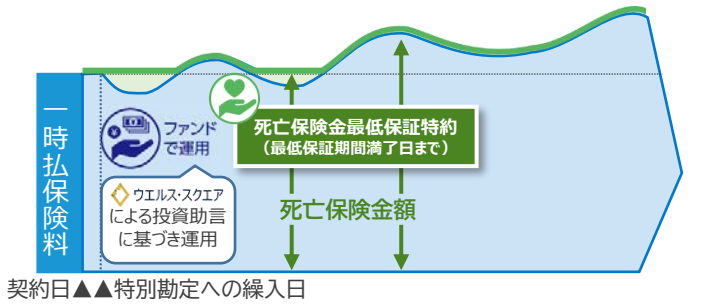 一時払保険料
ファンド
で運用
死亡保険金最低保証特約
(最低保証期間満了日まで)
ウエルス・スクエア
による投資助言
に基づき運用
死亡保険金額
契約日▲▲特別勘定への繰入日